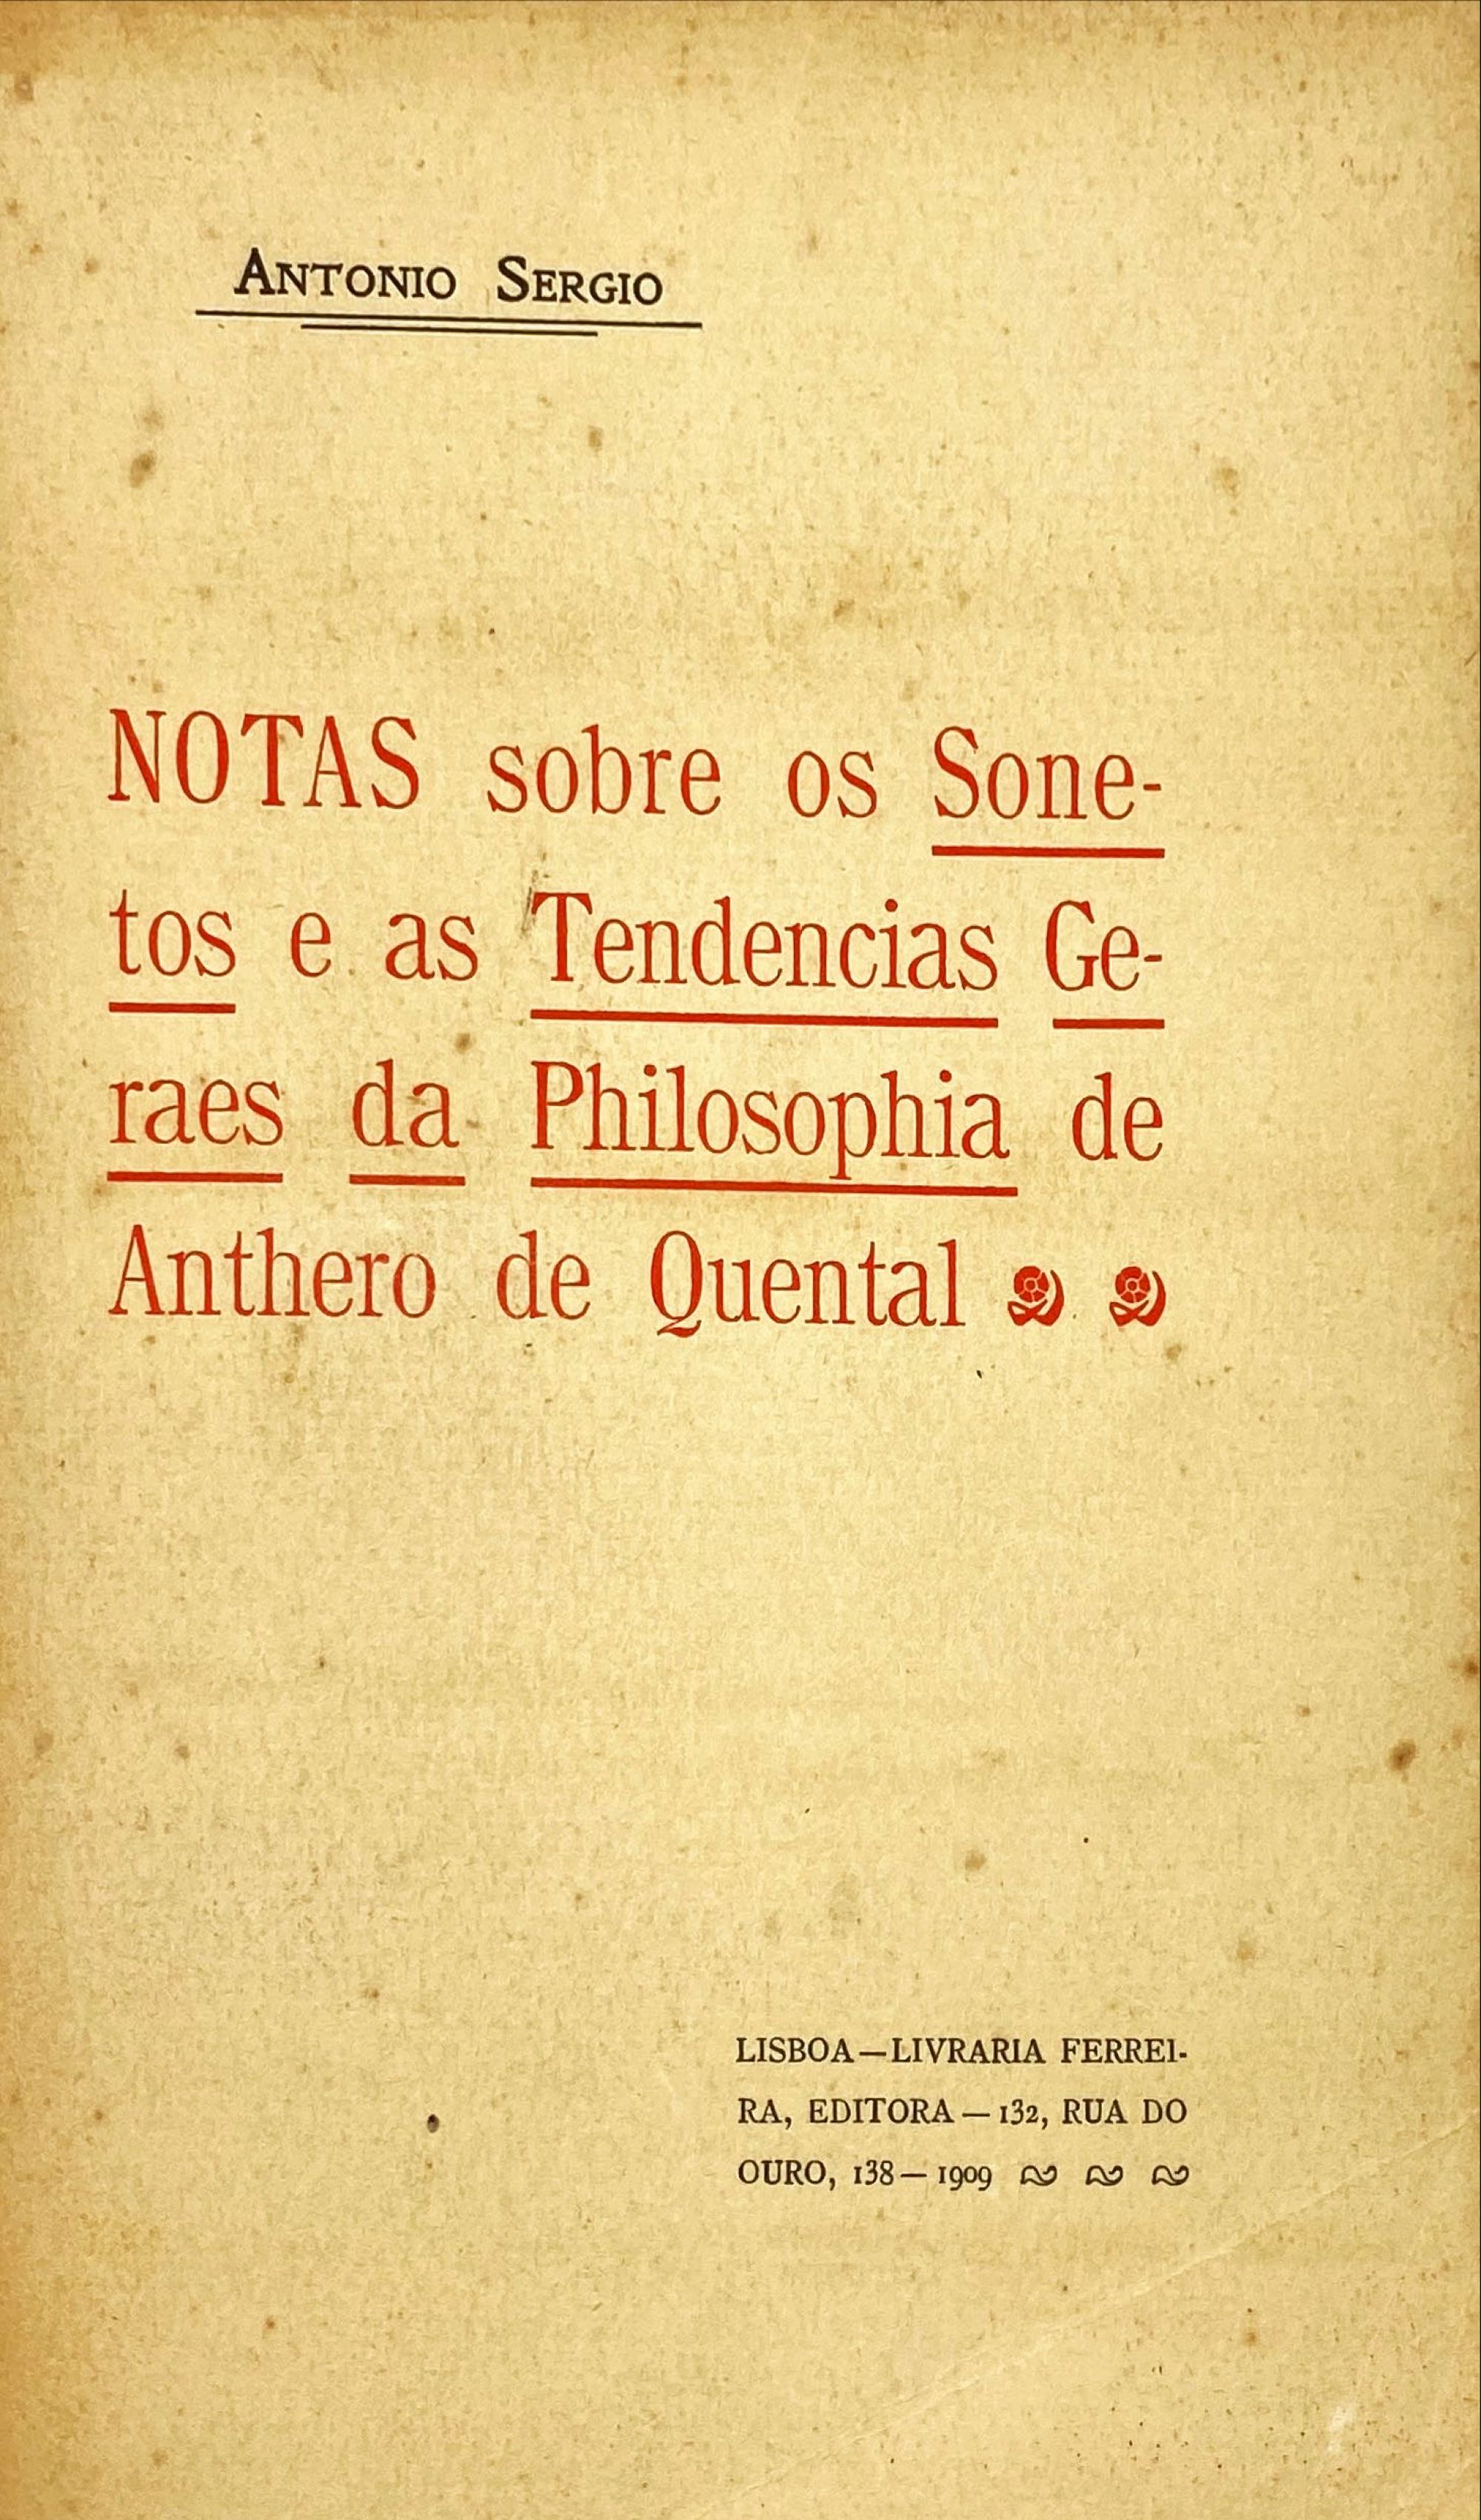 ANTONIO SERGIO
NOTAS sobre os Sone-
tos e as Tendencias Ge-
raes da Philosophia de
Anthero de Quental
LISBOA—LIVRARIA FERREI-
RA, EDITORA — 132, RUA DO
OURO, 138 — 1909